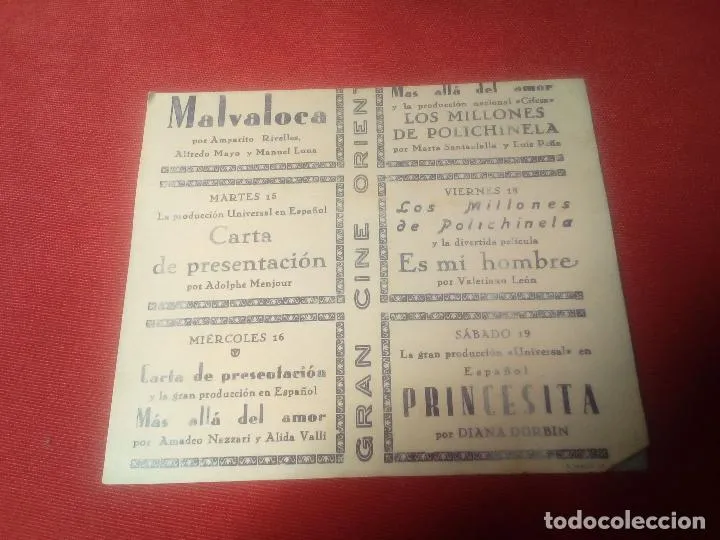 Malvaloca
por Amparito Rivelles,
Alfredo Mayo y Manuel Luna
MARTES 15
La producción Universal en Español
Carta
de presentación
por Adolphe Menjour
MIÉRCOLES 16
Carta de presentación
y la gran producción en Español
Más allá del amor
por Amadeo Nazzari y Alida Valli
GRAN CINE ORIENT
Mas allá del amor
y la producción nacional «Cifesa»
LOS MILLONES
DE POLICHINELA
por Marta Santaolalla y Luis Peña
VIERNES 18
Los Millones
de Polichinela
y la divertida película
Es mi hombre
por Valeriano León
SÁBADO 19
La gran producción «Universal» en
Español
PRINCESITA
por DIANA DURBIN
todocoleccion
todocoleccion.net